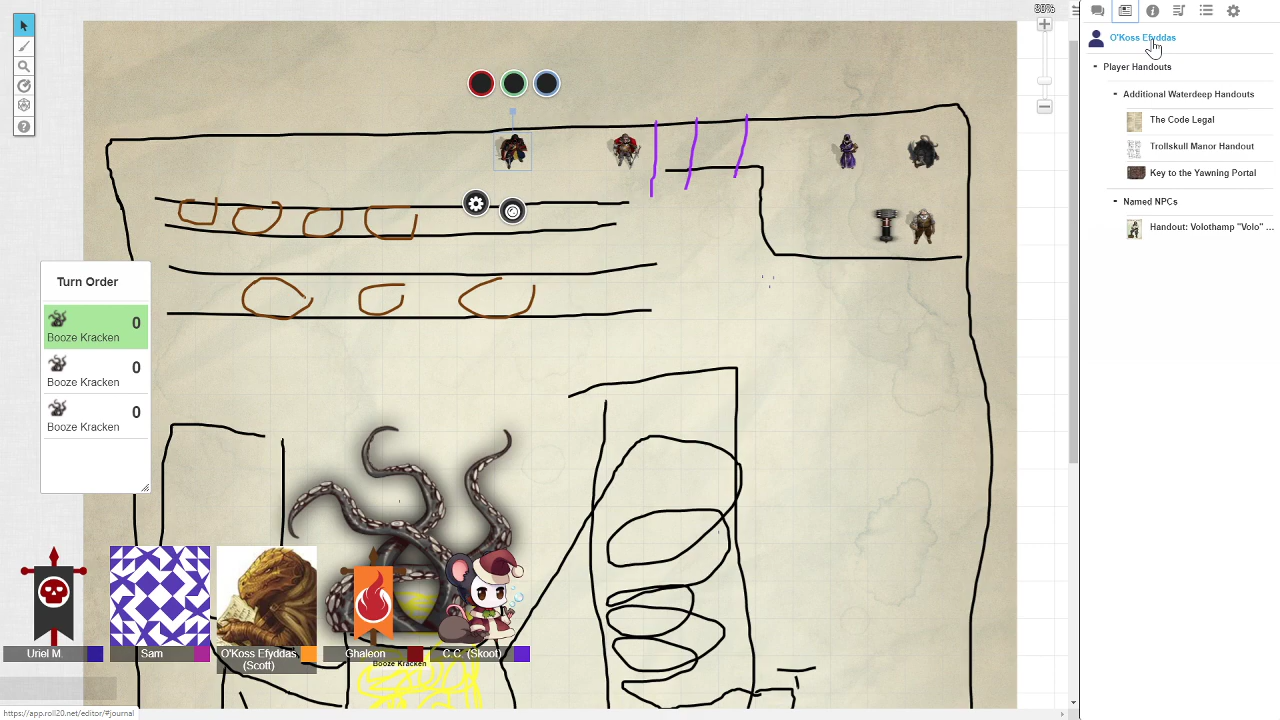 88%
O'Koss Efyddas
Player Handouts
Additional Waterdeep Handouts
The Code Legal
Trollskull Manor Handout
Key to the Yawning Portal
Named NPCs
Handout: Volothamp "Volo" ...
Turn Order
Booze Kracken 0
Booze Kracken 0
Booze Kracken 0
Booze Kracken
Uriel M.
Sam
O'Koss Efyddas
(Scott)
Ghaleon
C.C. (Skoot)
https://app.roll20.net/editor/#journal